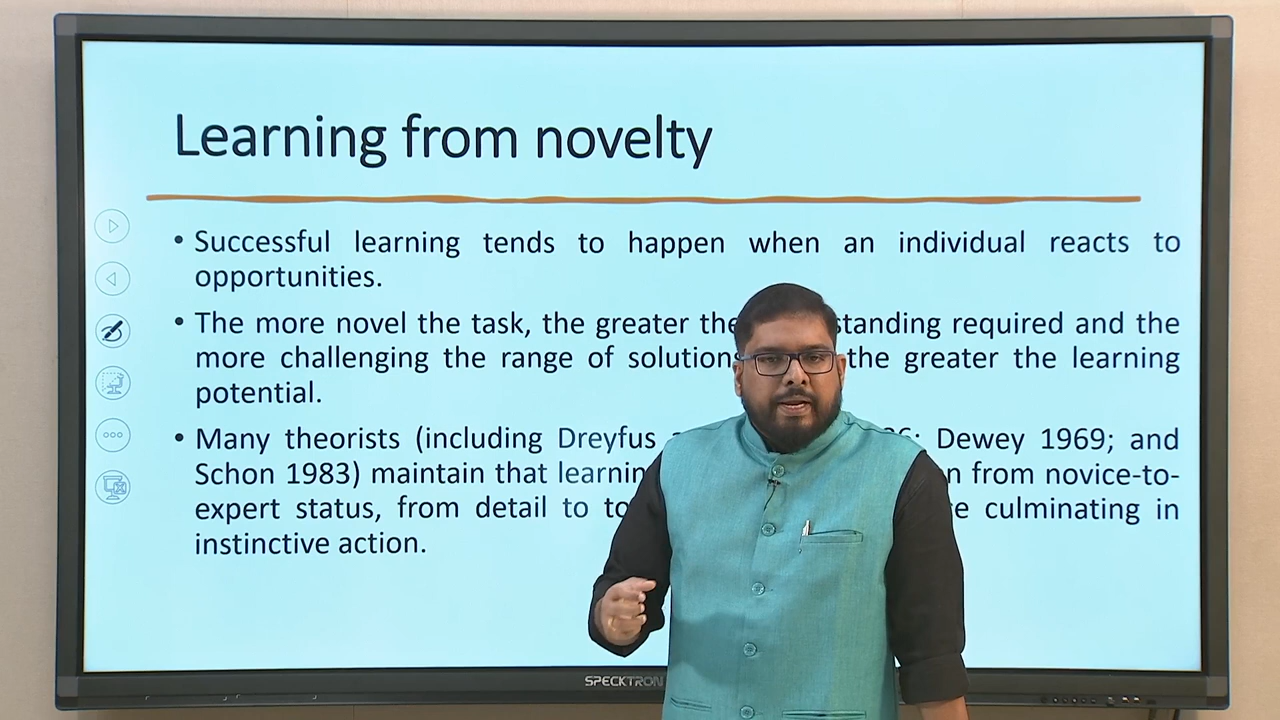 Learning from novelty
• Successful learning tends to happen when an individual reacts to
opportunities.
• The more novel the task, the greater the standing required and the
more challenging the range of solution the greater the learning
potential.
• Many theorists (including Dreyfus Dewey 1969; and
Schon 1983) maintain that from novice-to-
expert status, from detail to culminating in
instinctive action.
SPECKTRON